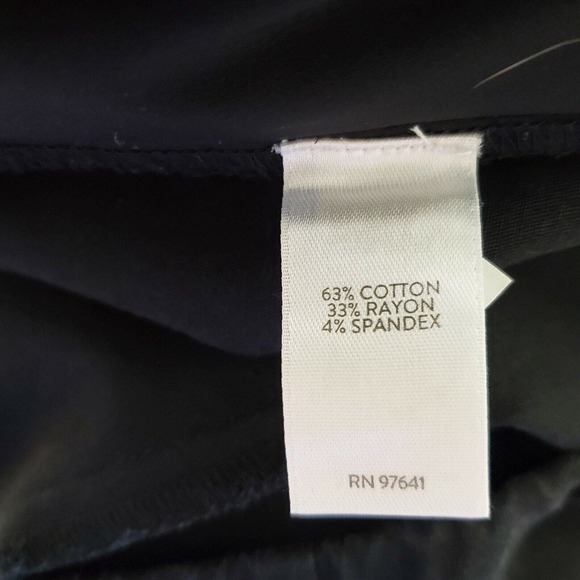 63% COTTON
33% RAYON
4% SPANDEX
RN 97641